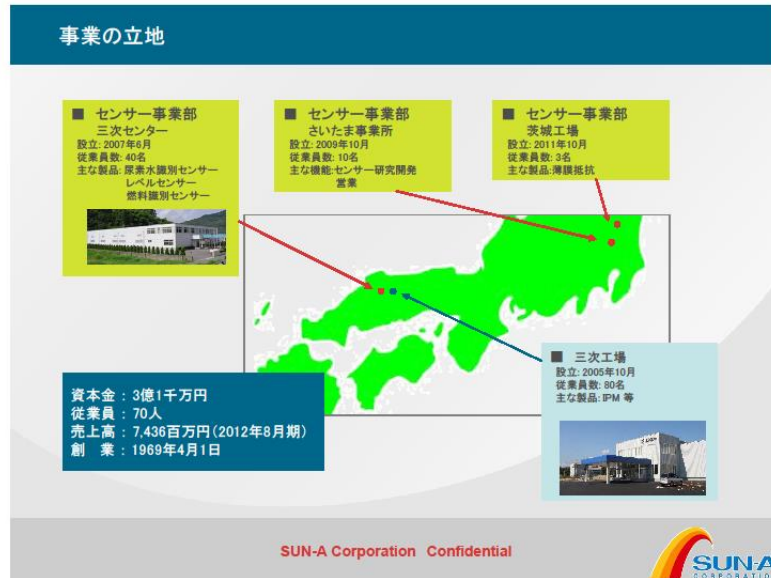 事業の立地
■ センサー事業部
三次センター
設立: 2007年6月
従業員数: 40名
主な製品: 尿素水識別センサー
レベルセンサー
燃料識別センサー
■ センサー事業部
さいたま事業所
設立: 2009年10月
従業員数: 10名
主な機能:センサー研究開発
営業
■ センサー事業部
茨城工場
設立: 2011年10月
従業員数: 3名
主な製品:薄膜抵抗
■ 三次工場
設立: 2005年10月
従業員数: 80名
主な製品: IPM 等
資本金 : 3億1千万円
従業員 : 70人
売上高 : 7,436百万円(2012年8月期)
創 業 : 1969年4月1日
SUN-A Corporation Confidential
SUN-A
CORPORATION